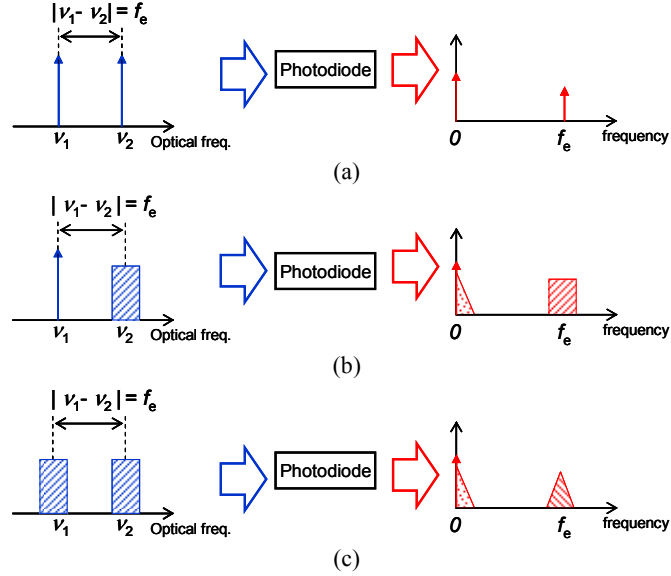 |ν1- ν2| = fe
Photodiode
ν1 ν2 Optical freq.
0 fe frequency
(a)
| ν1- ν2 | = fe
Photodiode
ν1 ν2 Optical freq.
0 fe frequency
(b)
| ν1- ν2 | = fe
Photodiode
ν1 ν2 Optical freq.
0 fe frequency
(c)